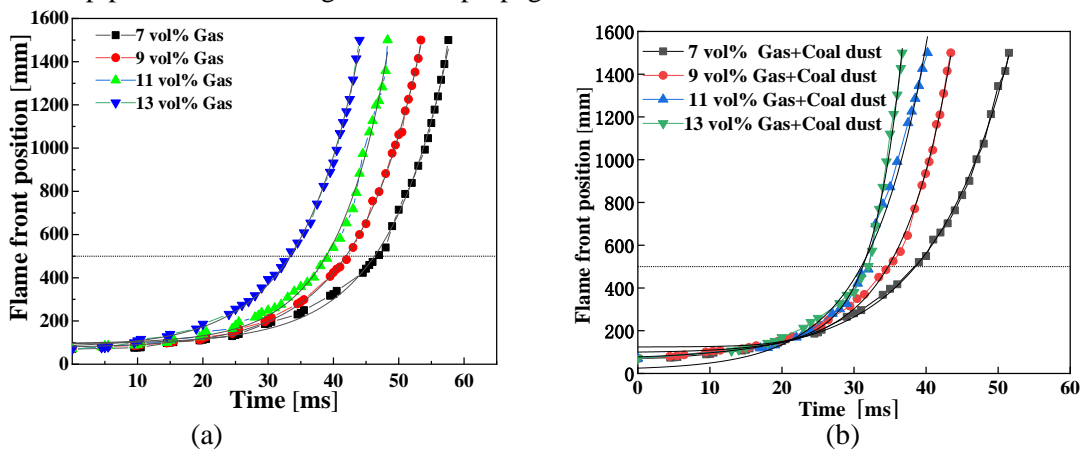 1600
1400
1200
1000
800
600
400
200
0
Flame front position [mm]
7 vol% Gas
9 vol% Gas
11 vol% Gas
13 vol% Gas
10 20 30 40 50 60
Time [ms]
(a)
1600
1400
1200
1000
800
600
400
200
0
Flame front position [mm]
7 vol% Gas+Coal dust
9 vol% Gas+Coal dust
11 vol% Gas+Coal dust
13 vol% Gas+Coal dust
0 10 20 30 40 50 60
Time [ms]
(b)